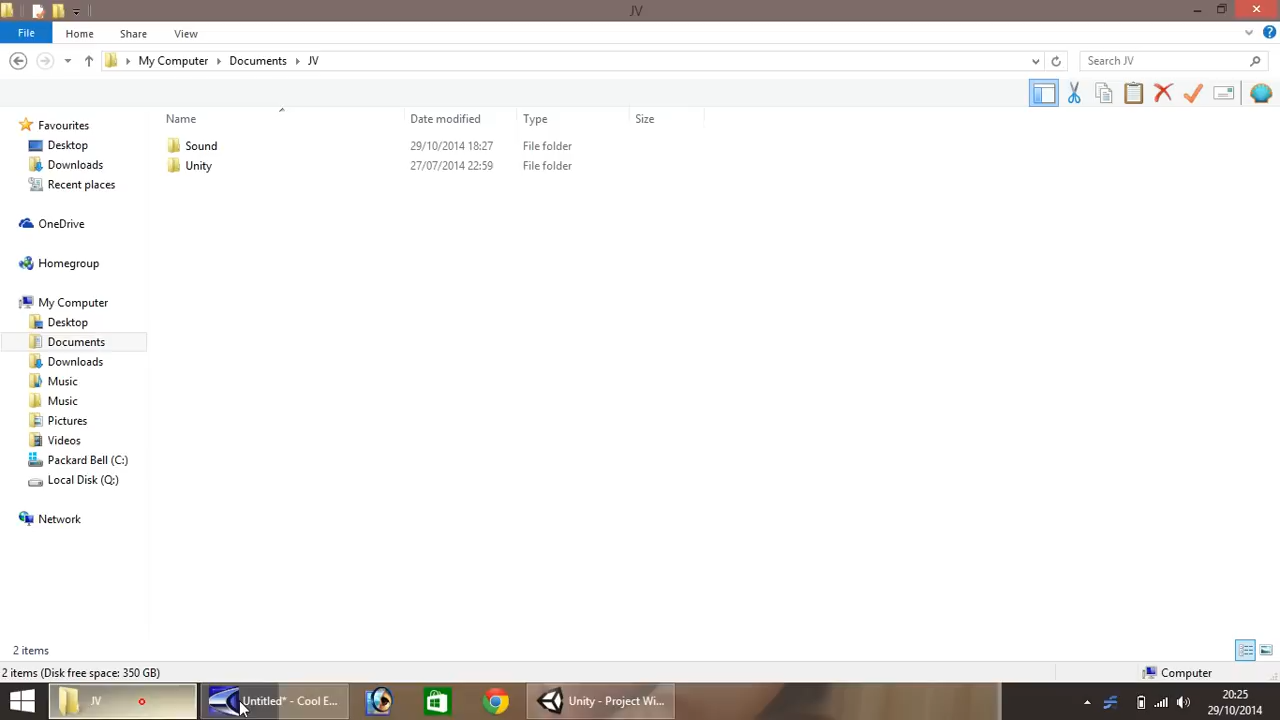 JV
File Home Share View
My Computer Documents JV Search JV
Name Date modified Type Size
Sound 29/10/2014 18:27 File folder
Unity 27/07/2014 22:59 File folder
Favourites
Desktop
Downloads
Recent places
OneDrive
Homegroup
My Computer
Desktop
Documents
Downloads
Music
Music
Pictures
Videos
Packard Bell (C:)
Local Disk (Q:)
Network
2 items
2 items (Disk free space: 350 GB) Computer
JV Untitled* - Cool E... Unity - Project Wi... 20:25
29/10/2014